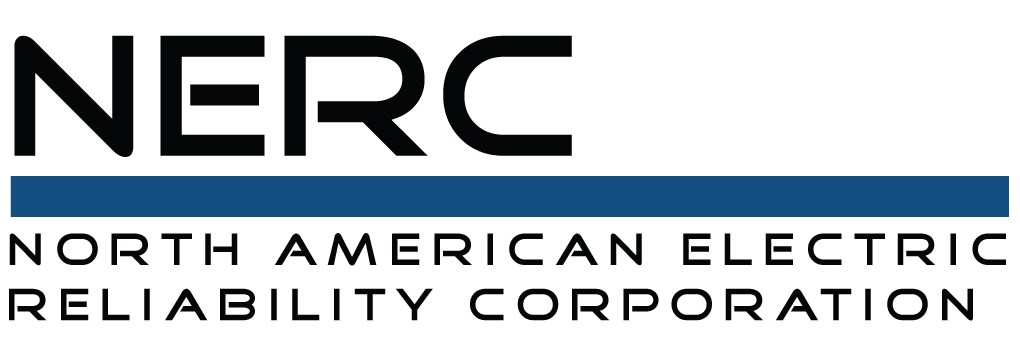 NERC
NORTH AMERICAN ELECTRIC
RELIABILITY CORPORATION